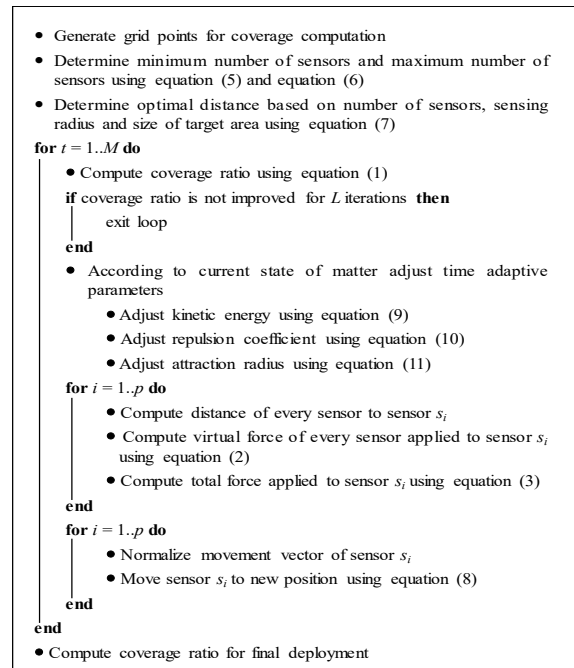 • Generate grid points for coverage computation
• Determine minimum number of sensors and maximum number of
sensors using equation (5) and equation (6)
• Determine optimal distance based on number of sensors, sensing
radius and size of target area using equation (7)
for t = 1..M do
• Compute coverage ratio using equation (1)
if coverage ratio is not improved for L iterations then
exit loop
end
• According to current state of matter adjust time adaptive
parameters
• Adjust kinetic energy using equation (9)
• Adjust repulsion coefficient using equation (10)
• Adjust attraction radius using equation (11)
for i = 1..p do
• Compute distance of every sensor to sensor si
• Compute virtual force of every sensor applied to sensor si
using equation (2)
• Compute total force applied to sensor si using equation (3)
end
for i = 1..p do
• Normalize movement vector of sensor si
• Move sensor si to new position using equation (8)
end
end
• Compute coverage ratio for final deployment